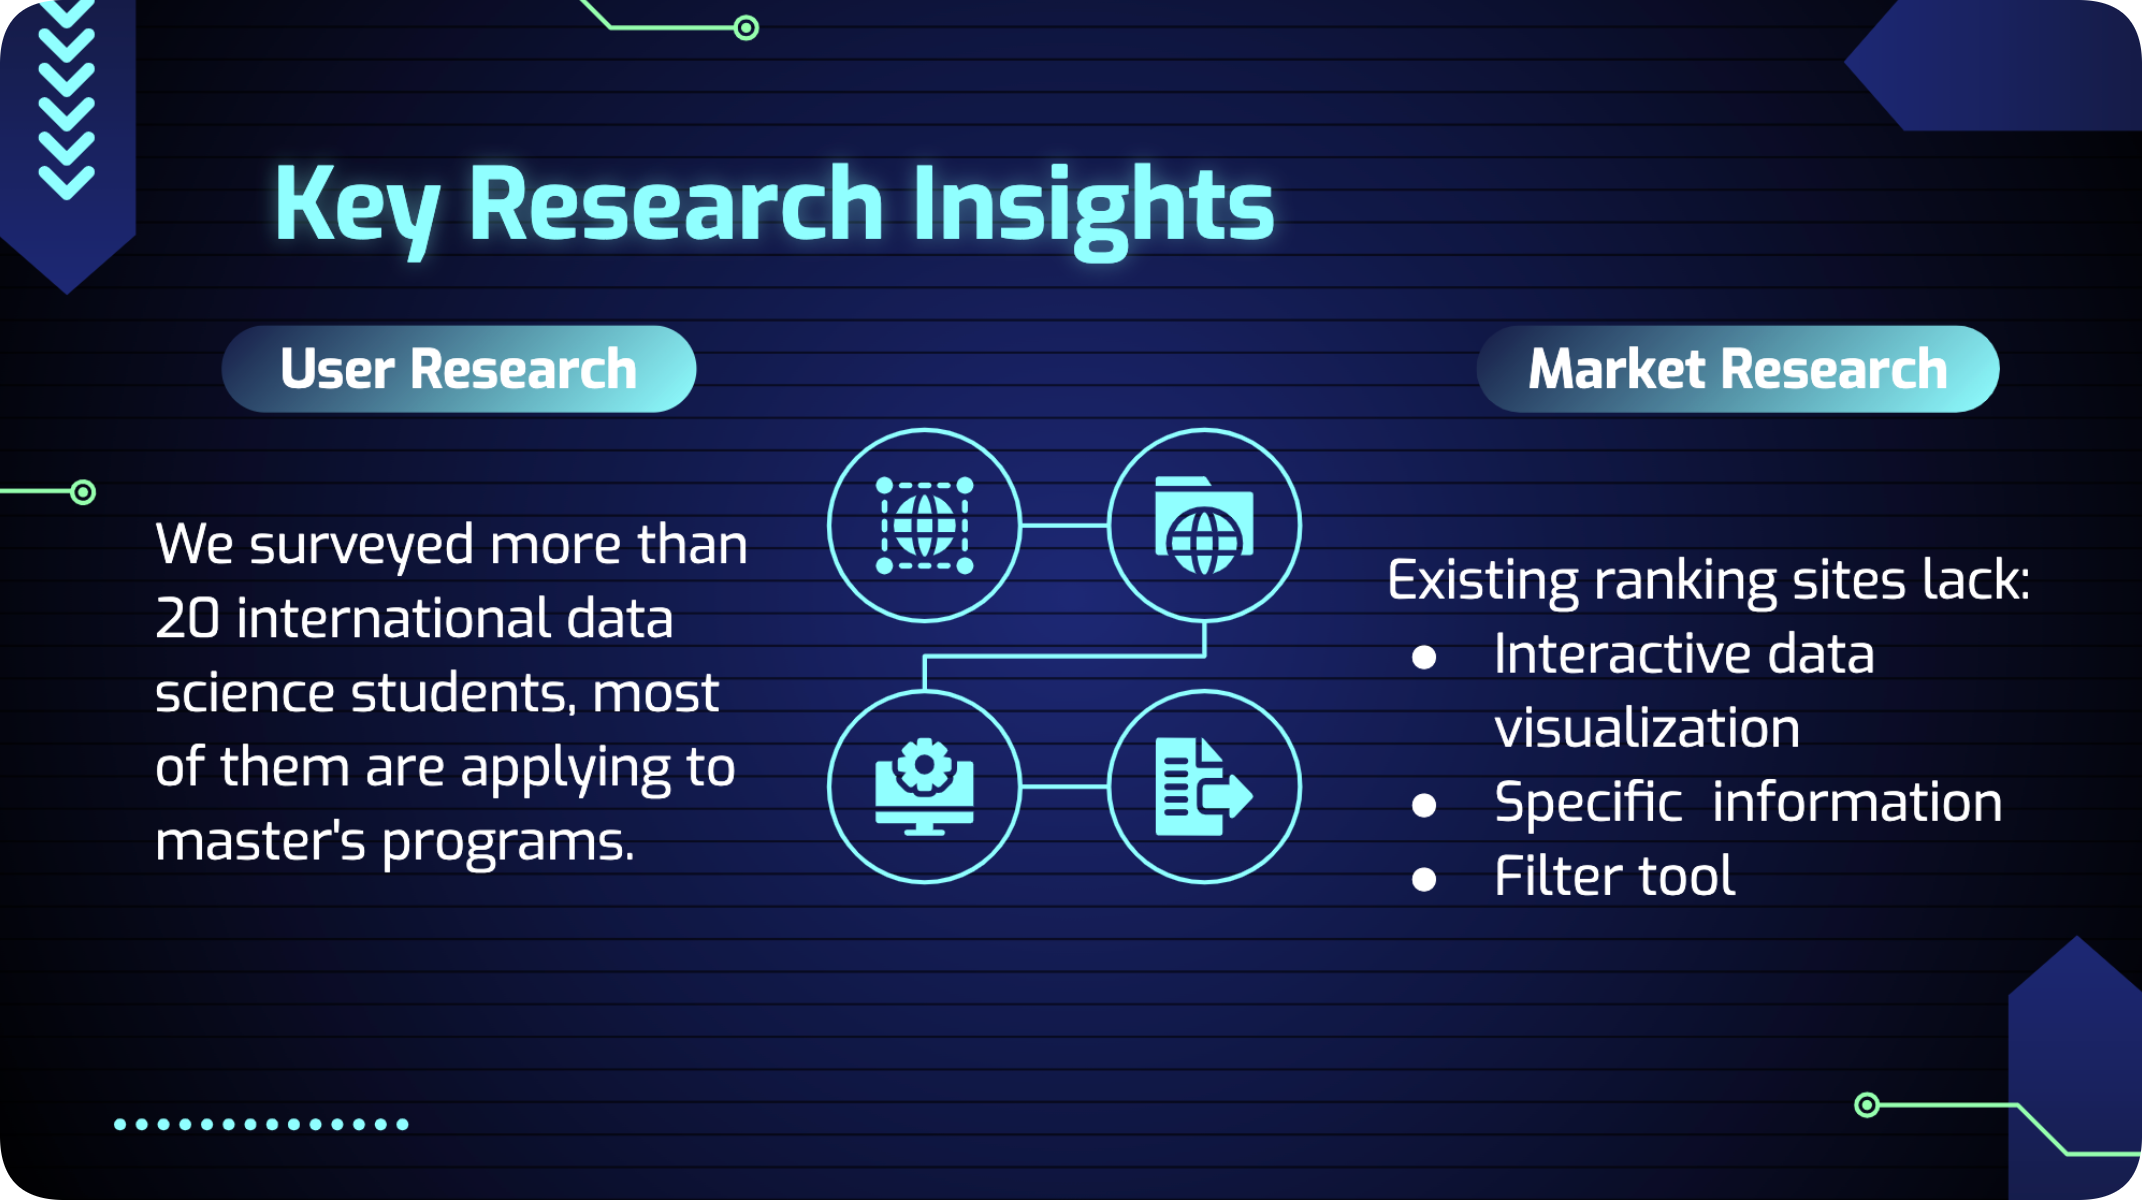 Key Research Insights
User Research
We surveyed more than
20 international data
science students, most
of them are applying to
master's programs.
Market Research
Existing ranking sites lack:
● Interactive data
visualization
● Specific  information
● Filter tool